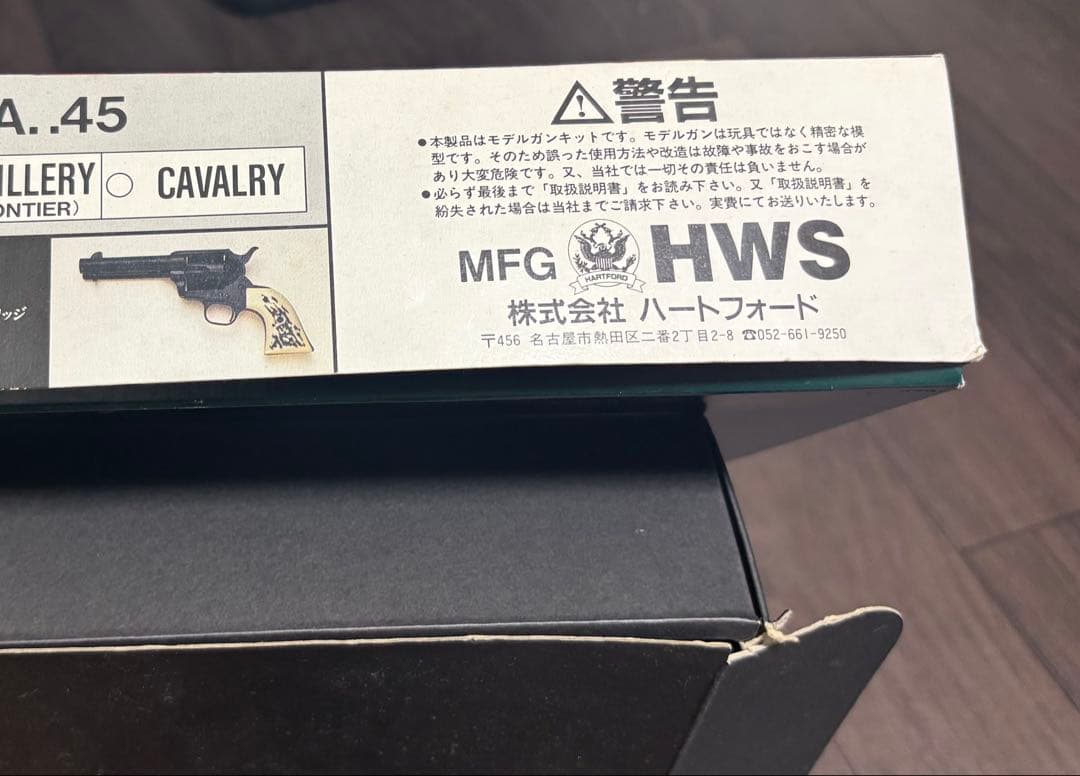 A..45
ILLERY ○ CAVALRY
ONTIER)
ッジ
⚠警告
●本製品はモデルガンキットです。モデルガンは玩具ではなく精密な模
型です。そのため誤った使用方法や改造は故障や事故をおこす場合が
あり大変危険です。又、当社では一切その責任は負いません。
●必らず最後まで「取扱説明書」をお読み下さい。又「取扱説明書」を
紛失された場合は当社までご請求下さい。実費にてお送りいたします。
MFG HARTFORD HWS
株式会社 ハートフォード
〒456 名古屋市熱田区二番2丁目2-8 ☎052-661-9250